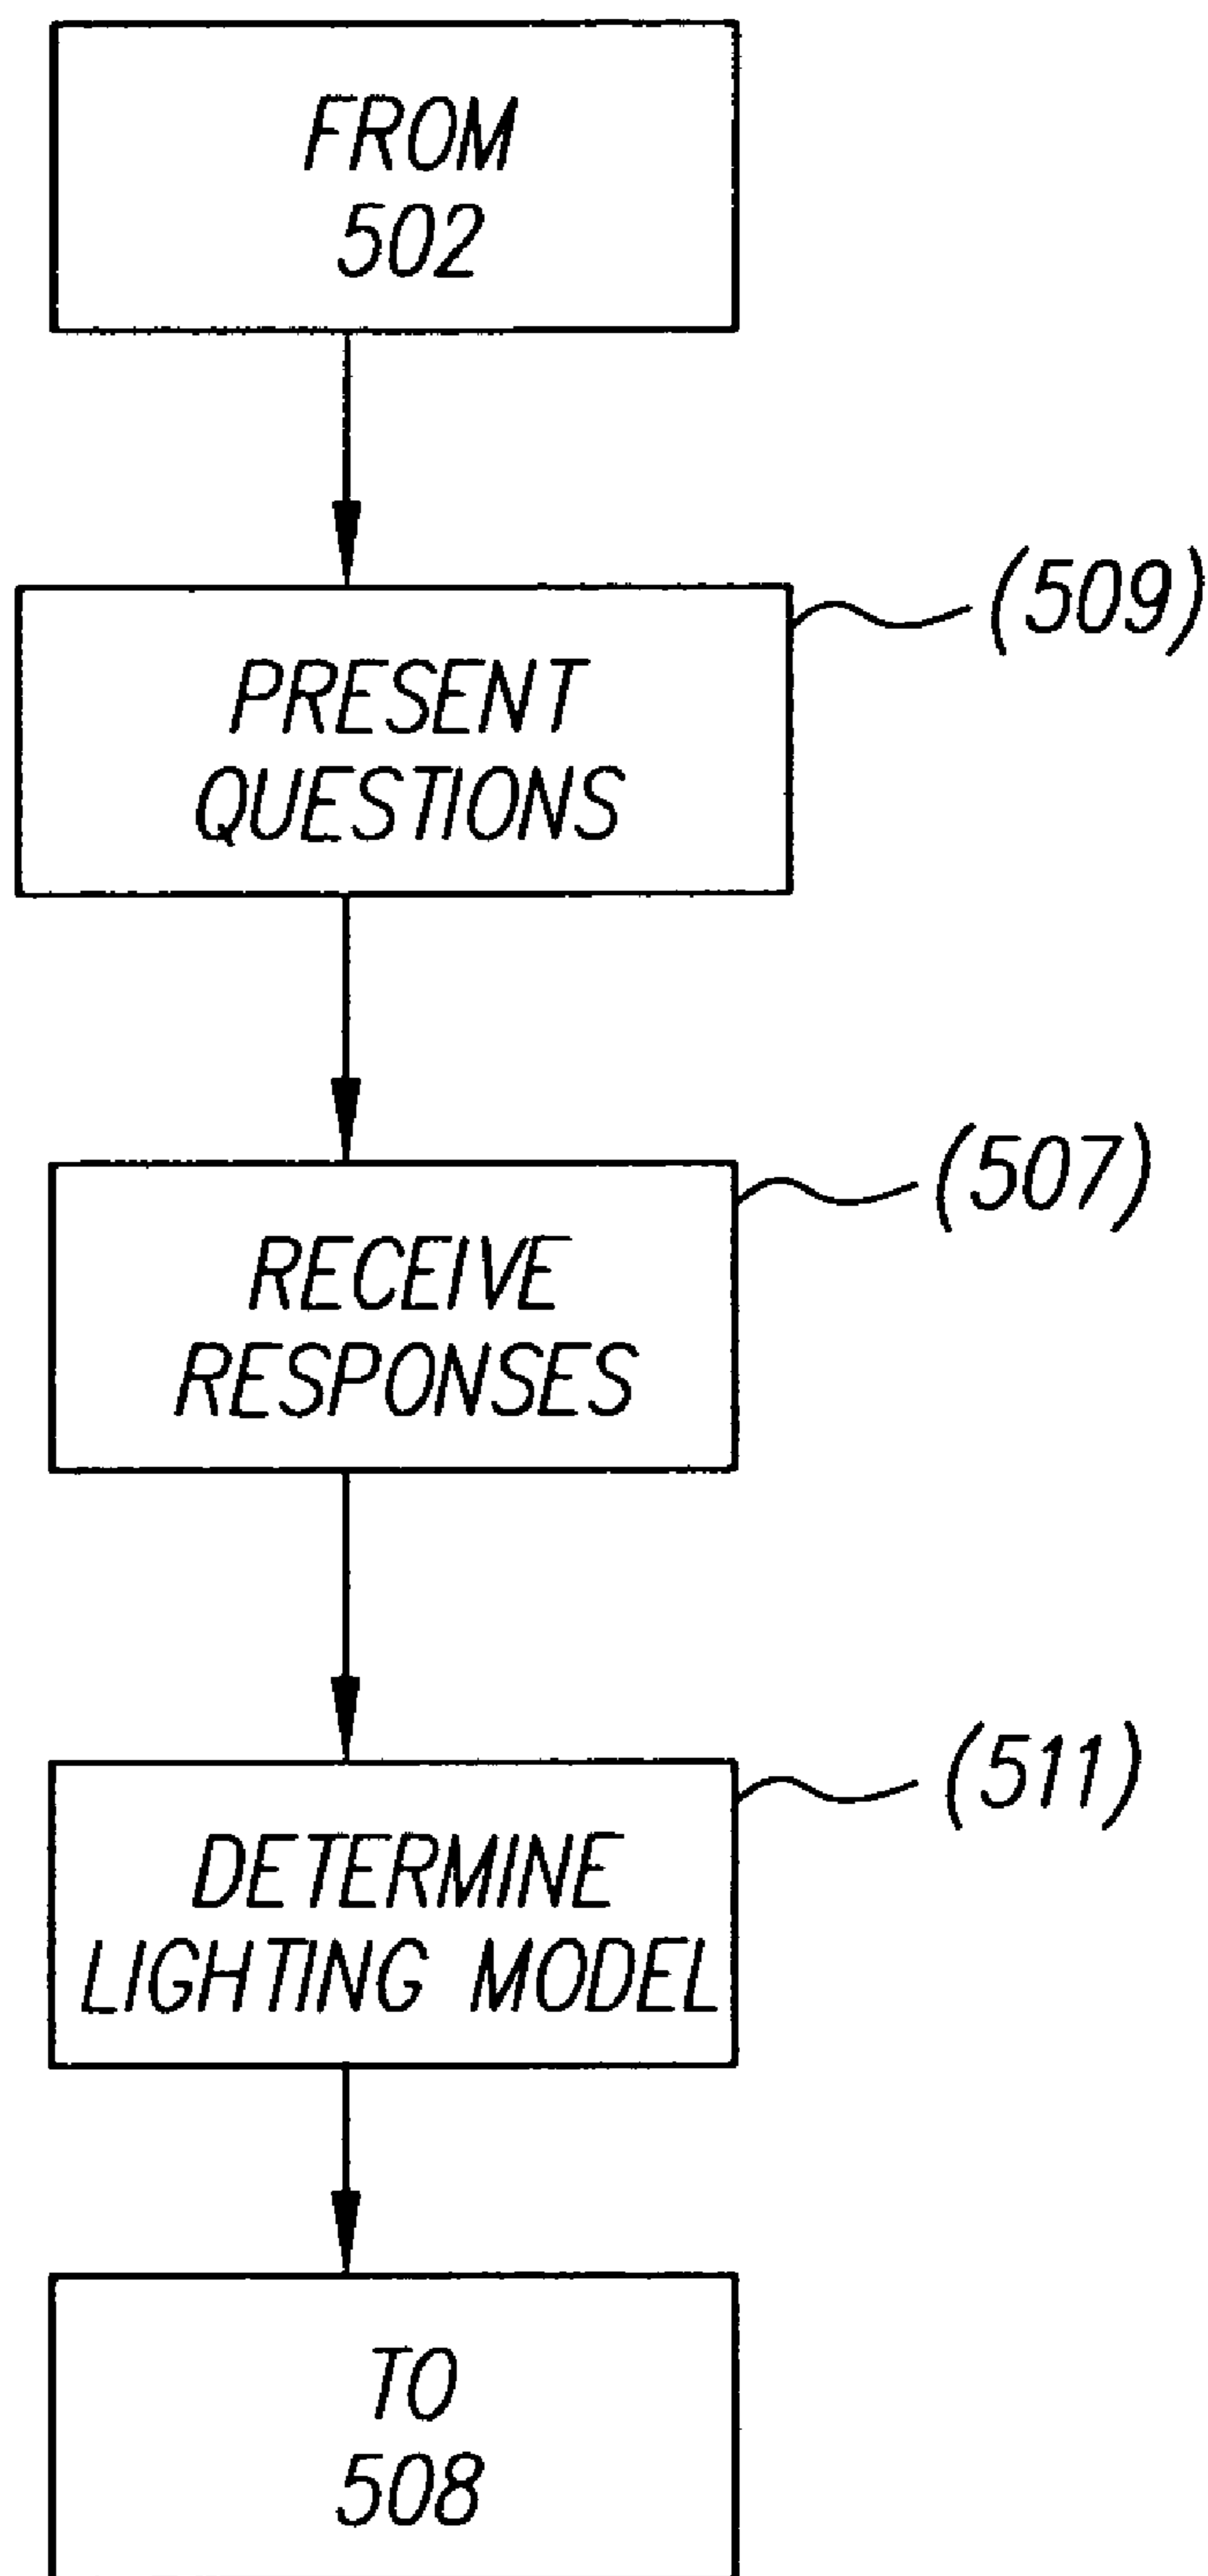 FROM
502
(509)
PRESENT
QUESTIONS
(507)
RECEIVE
RESPONSES
(511)
DETERMINE
LIGHTING MODEL
TO
508